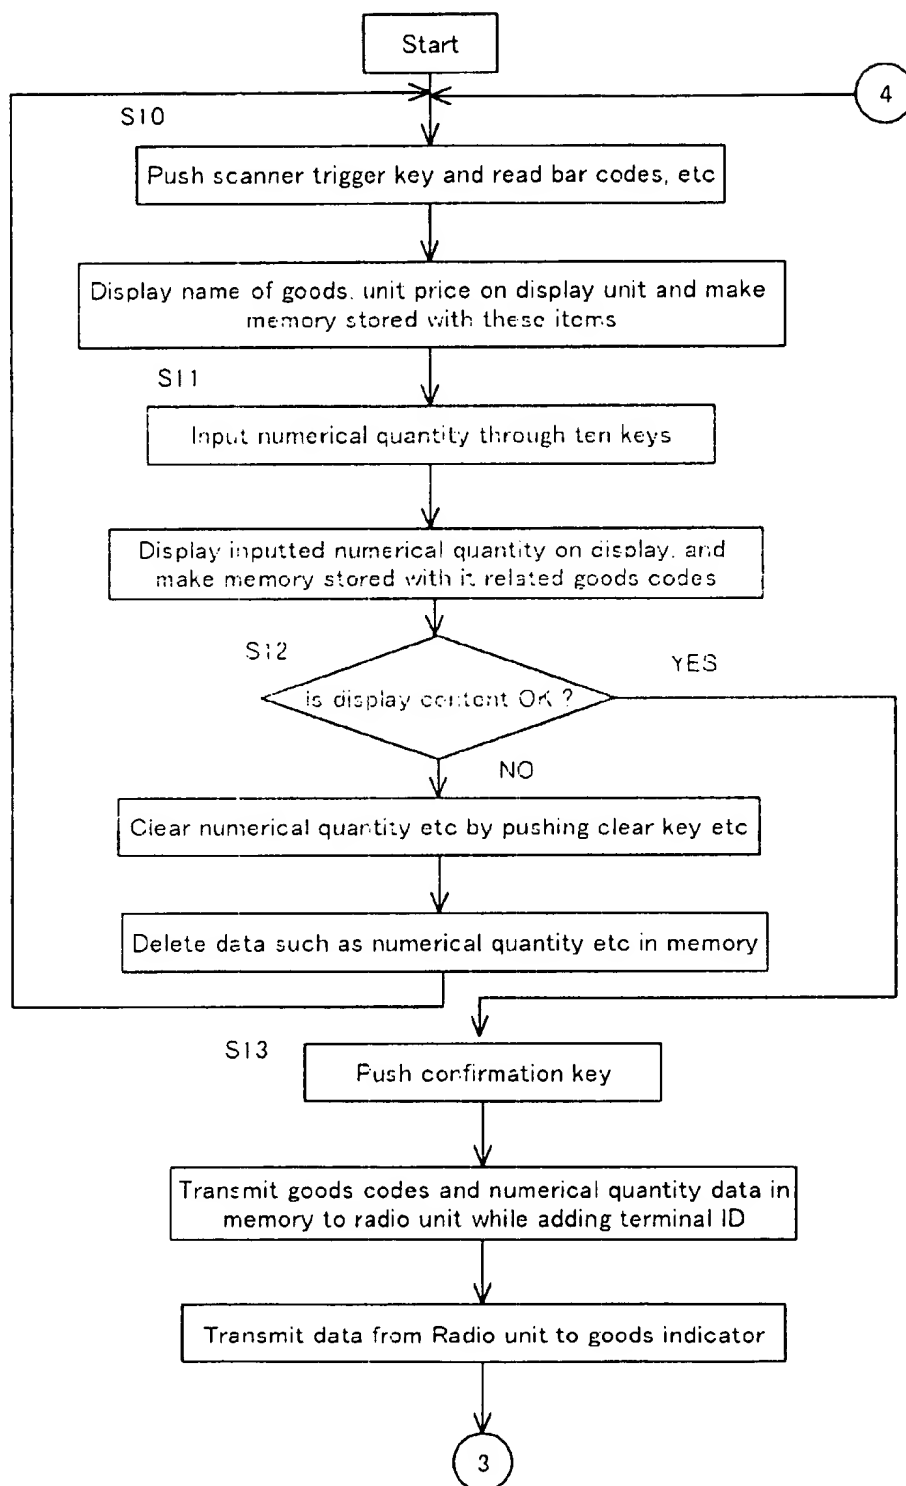 Start
4
S10
Push scanner trigger key and read bar codes, etc
Display name of goods, unit price on display unit and make
memory stored with these items
S11
Input numerical quantity through ten keys
Display inputted numerical quantity on display, and
make memory stored with it related goods codes
S12
YES
is display content OK ?
NO
Clear numerical quantity etc by pushing clear key etc
Delete data such as numerical quantity etc in memory
S13
Push confirmation key
Transmit goods codes and numerical quantity data in
memory to radio unit while adding terminal ID
Transmit data from Radio unit to goods indicator
3